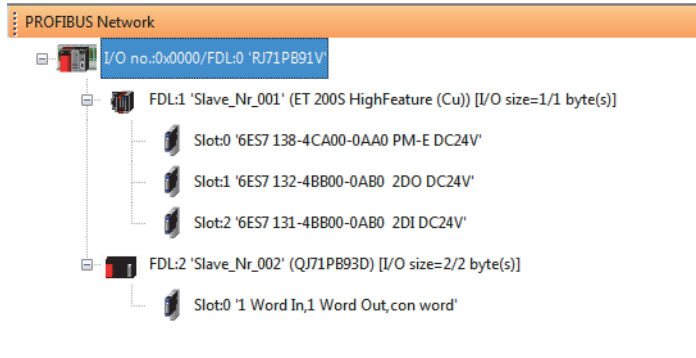 PROFIBUS Network
I/O no.:0x0000/FDL:0 'RJ71PB91V'
FDL:1 'Slave_Nr_001' (ET 200S HighFeature (Cu)) [I/O size=1/1 byte(s)]
Slot:0 '6ES7 138-4CA00-0AA0 PM-E DC24V'
Slot:1 '6ES7 132-4BB00-0AB0  2DO DC24V'
Slot:2 '6ES7 131-4BB00-0AB0  2DI DC24V'
FDL:2 'Slave_Nr_002' (QJ71PB93D) [I/O size=2/2 byte(s)]
Slot:0 '1 Word In,1 Word Out,con word'